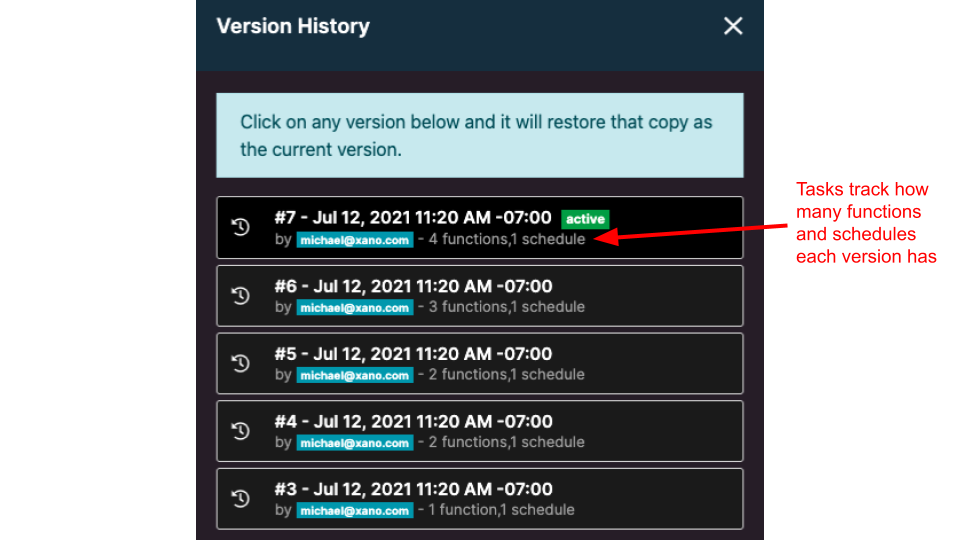 Version History
Click on any version below and it will restore that copy as
the current version.
#7 - Jul 12, 2021 11:20 AM -07:00 active
by michael@xano.com - 4 functions,1 schedule
#6 - Jul 12, 2021 11:20 AM -07:00
by michael@xano.com - 3 functions,1 schedule
#5 - Jul 12, 2021 11:20 AM -07:00
by michael@xano.com - 2 functions,1 schedule
#4 - Jul 12, 2021 11:20 AM -07:00
by michael@xano.com - 2 functions,1 schedule
#3 - Jul 12, 2021 11:20 AM -07:00
by michael@xano.com - 1 function,1 schedule
Tasks track how
many functions
and schedules
each version has